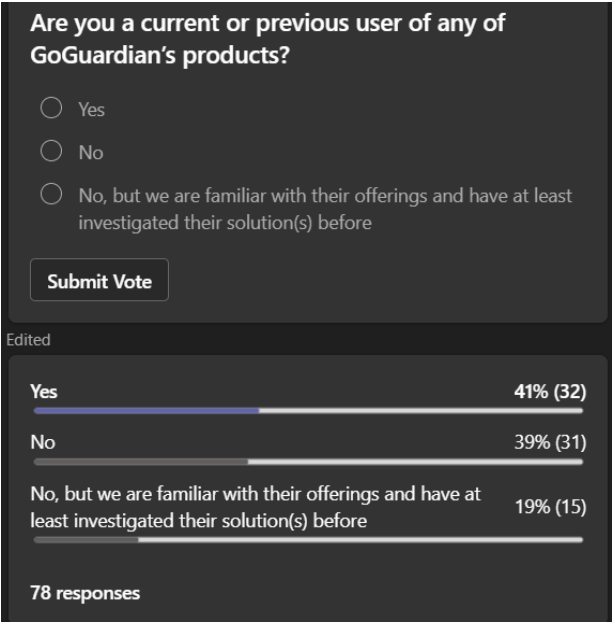 Are you a current or previous user of any of
GoGuardian’s products?
Yes
No
No, but we are familiar with their offerings and have at least
investigated their solution(s) before
Submit Vote
Edited
Yes 41% (32)
No 39% (31)
No, but we are familiar with their offerings and have at
least investigated their solution(s) before 19% (15)
78 responses